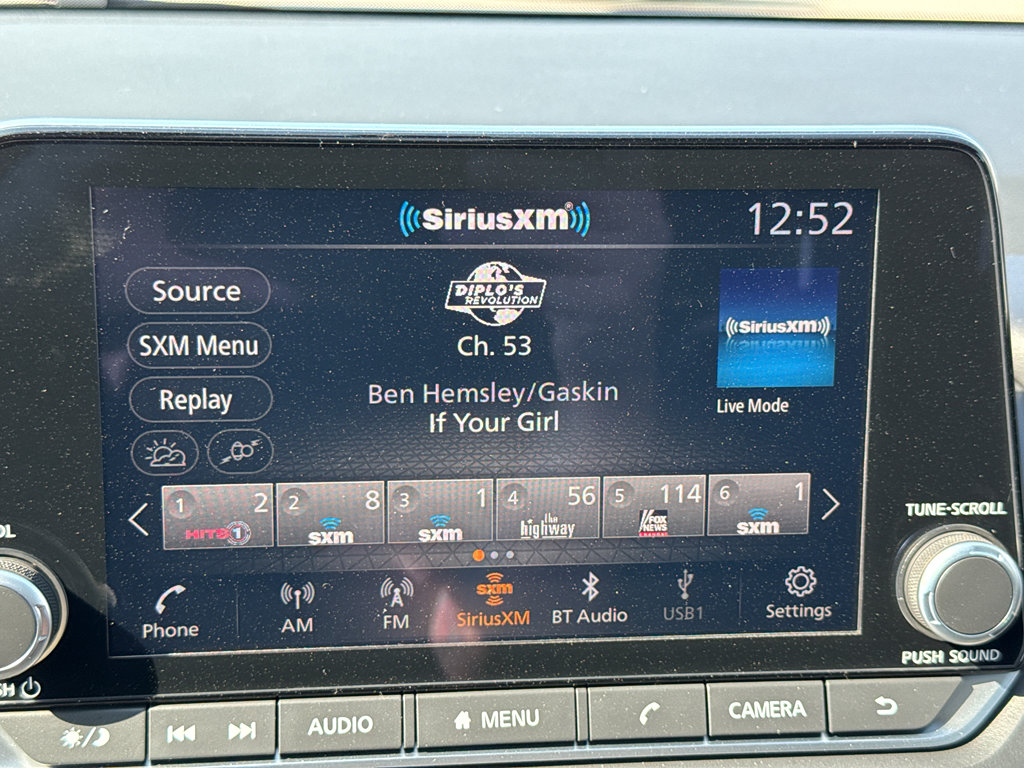 SiriusXM®
12:52
Source
SXM Menu
Replay
DIPLO'S
REVOLUTION
Ch. 53
Ben Hemsley/Gaskin
If Your Girl
SiriusXM
Live Mode
1 2
HITS 1
2 8
sxm
3 1
sxm
4 56
the highway
5 114
FOX
NEWS
channel
6 1
sxm
Phone
AM
FM
sxm
SiriusXM
BT Audio
USB1
Settings
OL
SH
TUNE·SCROLL
PUSH SOUND
AUDIO
MENU
CAMERA